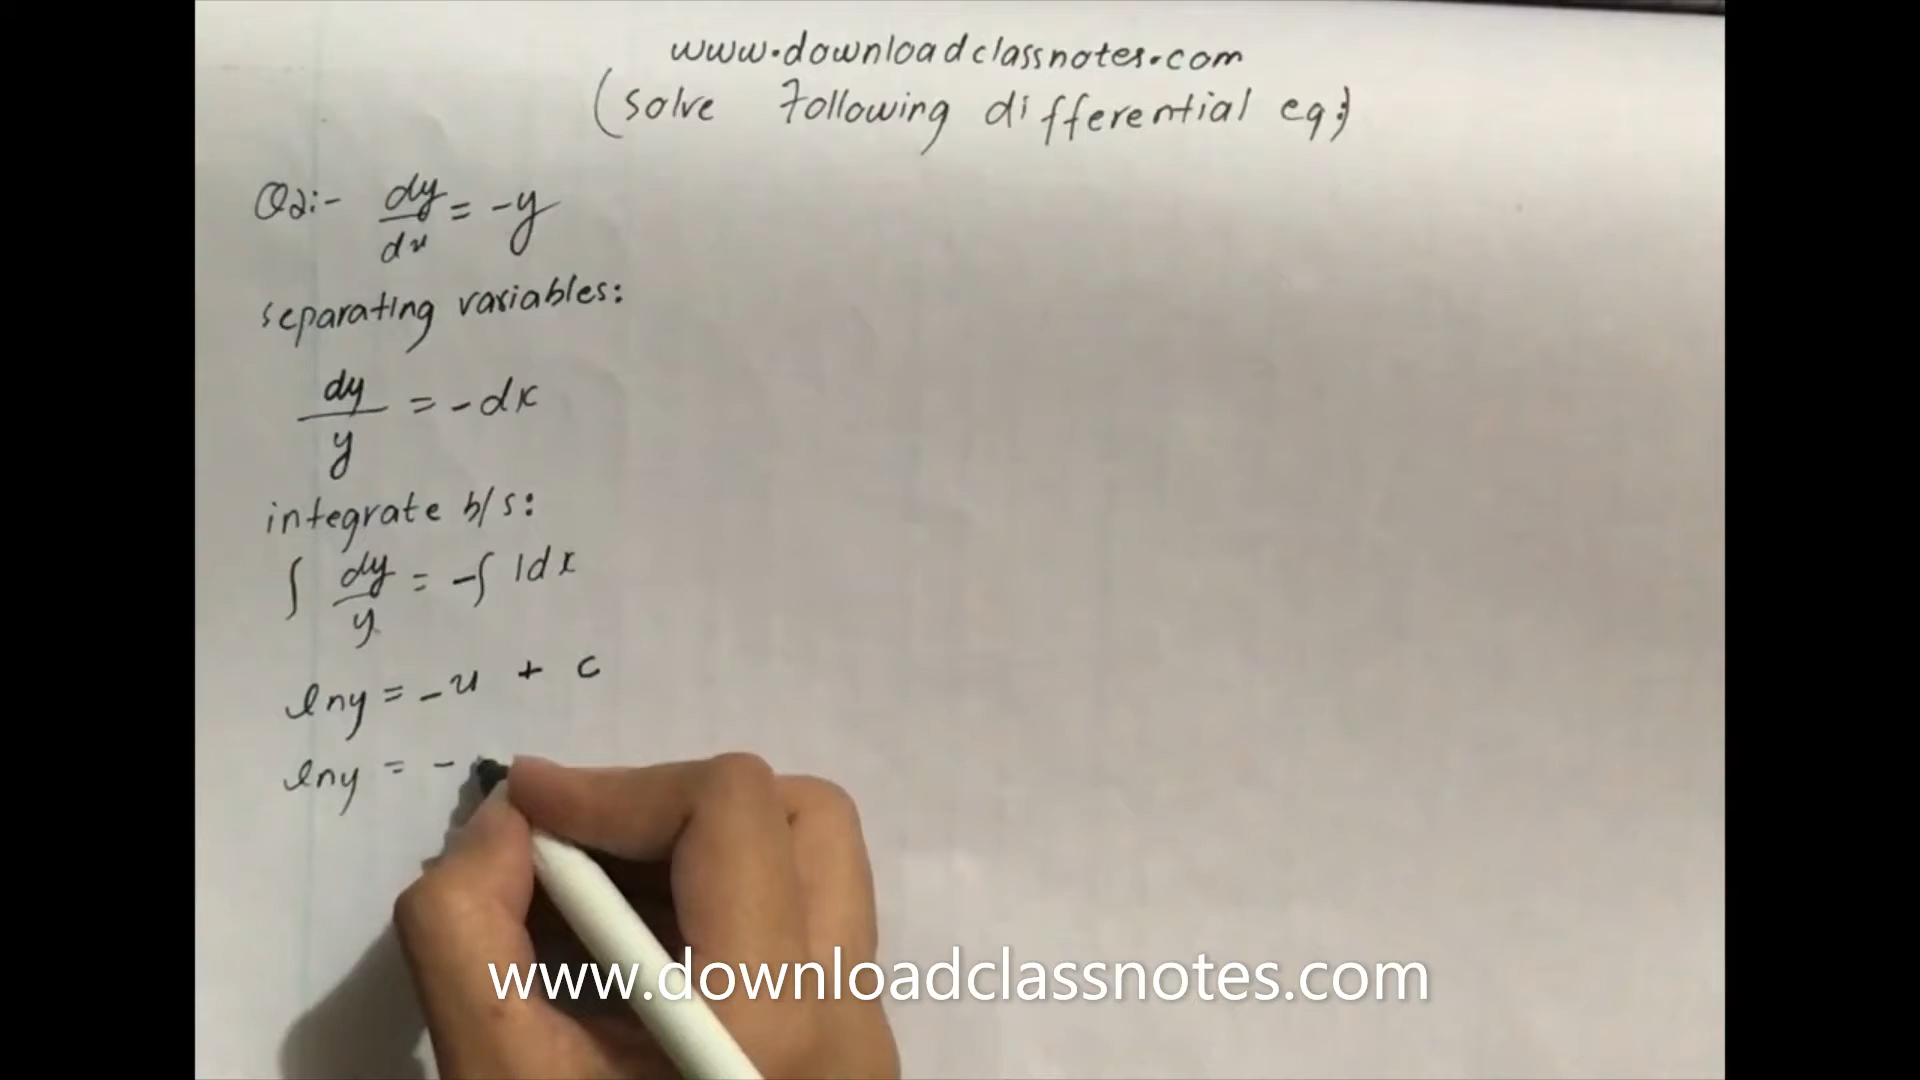 www.downloadclassnotes.com
(solve following differential eq:)
Q2:- dy/dx = -y
separating variables:
dy/y = -dx
integrate b/s:
∫ dy/y = -∫ 1dx
lny = -x + c
lny = -
www.downloadclassnotes.com